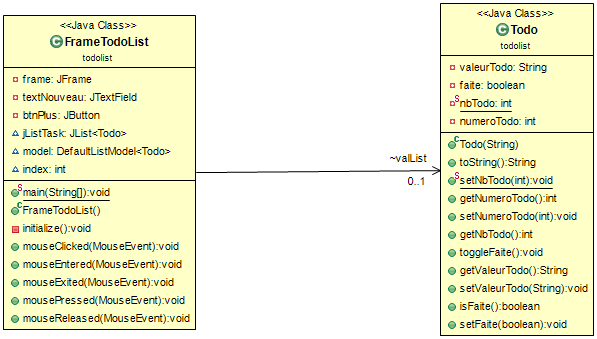 <<Java Class>>
FrameTodoList
todolist
frame: JFrame
textNouveau: JTextField
btnPlus: JButton
jListTask: JList<Todo>
model: DefaultListModel<Todo>
index: int
main(String[]):void
FrameTodoList()
initialize():void
mouseClicked(MouseEvent):void
mouseEntered(MouseEvent):void
mouseExited(MouseEvent):void
mousePressed(MouseEvent):void
mouseReleased(MouseEvent):void
~valList
0..1
<<Java Class>>
Todo
todolist
valeurTodo: String
faite: boolean
nbTodo: int
numeroTodo: int
Todo(String)
toString():String
setNbTodo(int):void
getNumeroTodo():int
setNumeroTodo(int):void
getNbTodo():int
toggleFaite():void
getValeurTodo():String
setValeurTodo(String):void
isFaite():boolean
setFaite(boolean):void